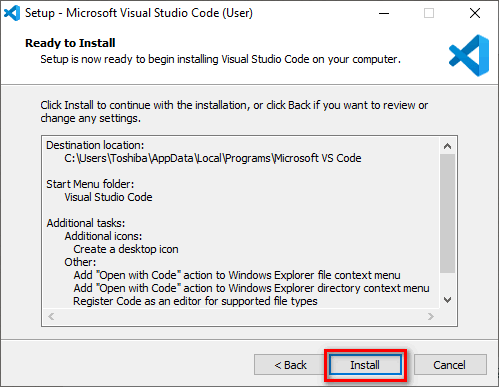 Setup - Microsoft Visual Studio Code (User)
Ready to Install
Setup is now ready to begin installing Visual Studio Code on your computer.
Click Install to continue with the installation, or click Back if you want to review or
change any settings.
Destination location:
C:\Users\Toshiba\AppData\Local\Programs\Microsoft VS Code
Start Menu folder:
Visual Studio Code
Additional tasks:
Additional icons:
Create a desktop icon
Other:
Add "Open with Code" action to Windows Explorer file context menu
Add "Open with Code" action to Windows Explorer directory context menu
Register Code as an editor for supported file types
< Back
Install
Cancel